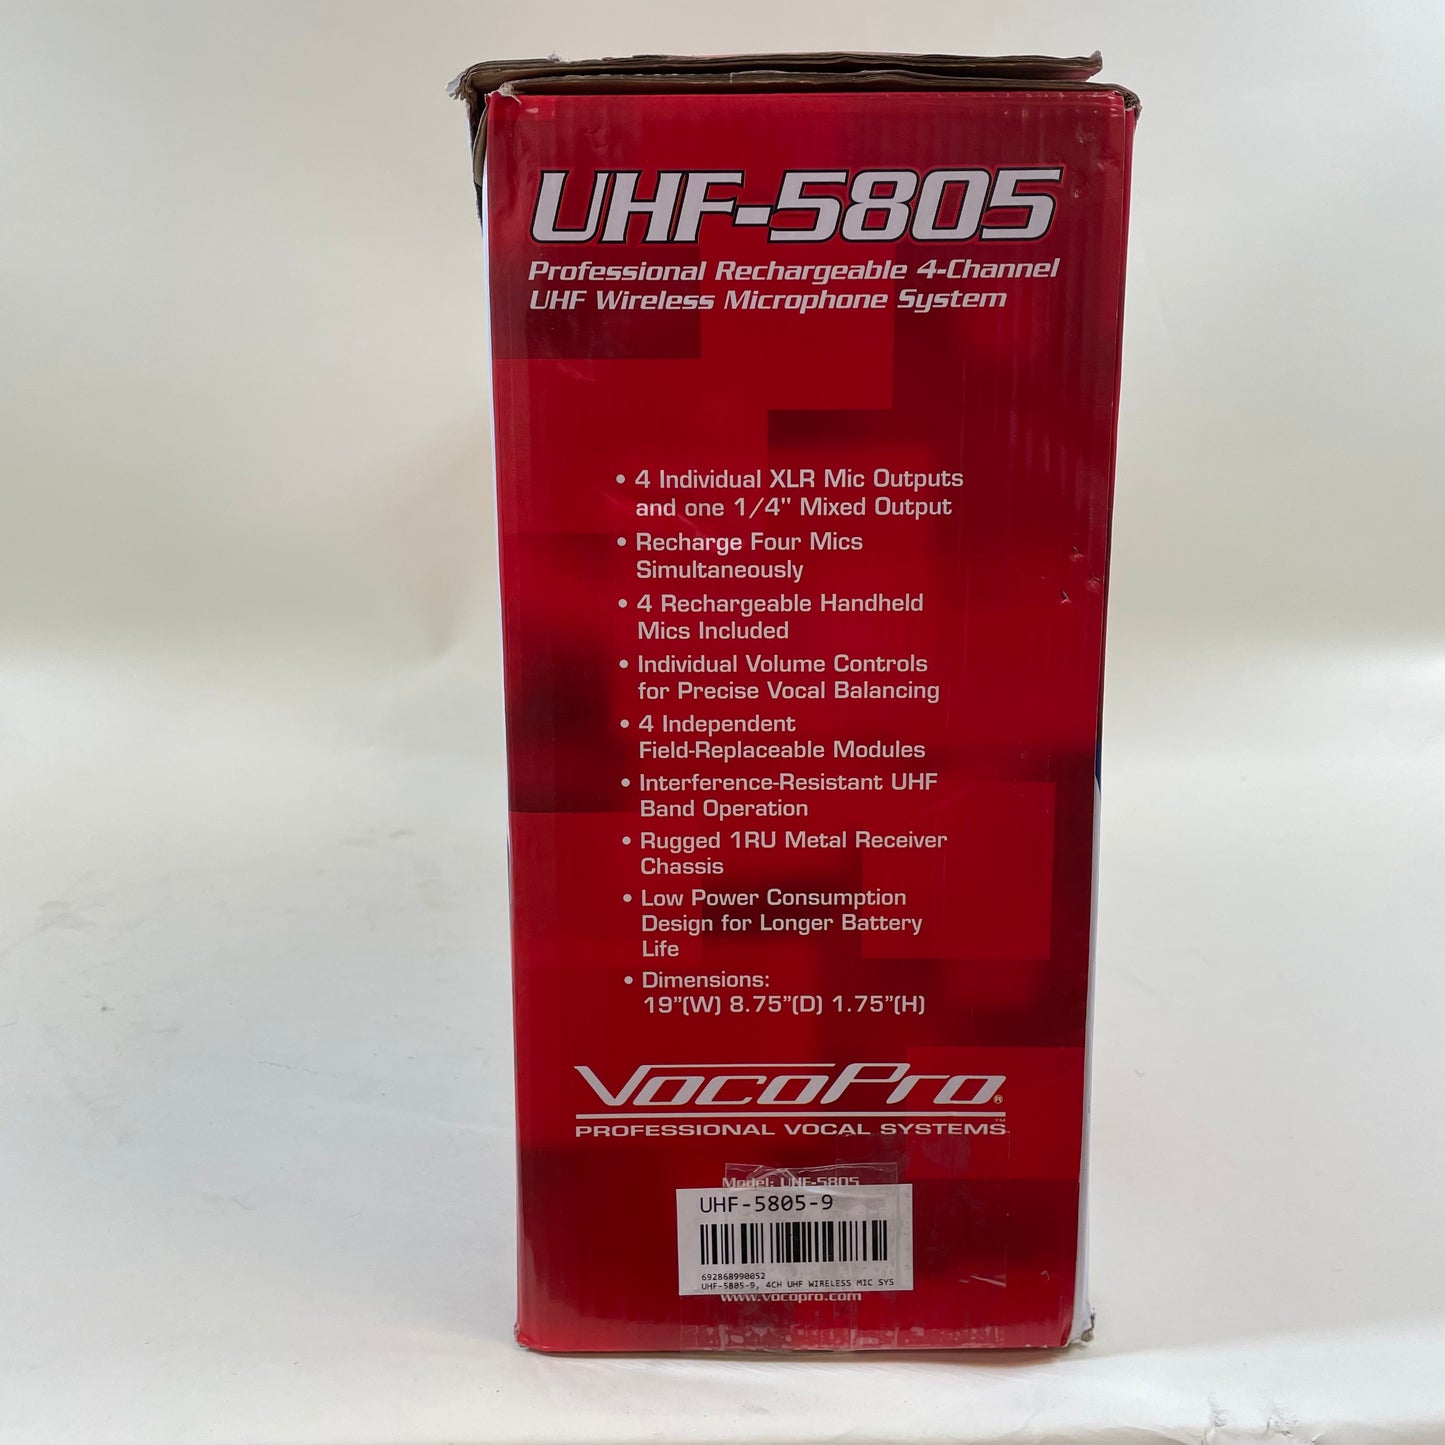 UHF-5805
Professional Rechargeable 4-Channel
UHF Wireless Microphone System
• 4 Individual XLR Mic Outputs
and one 1/4" Mixed Output
• Recharge Four Mics
Simultaneously
• 4 Rechargeable Handheld
Mics Included
• Individual Volume Controls
for Precise Vocal Balancing
• 4 Independent
Field-Replaceable Modules
• Interference-Resistant UHF
Band Operation
• Rugged 1RU Metal Receiver
Chassis
• Low Power Consumption
Design for Longer Battery
Life
• Dimensions:
19”(W) 8.75”(D) 1.75”(H)
VOCOPRO®
PROFESSIONAL VOCAL SYSTEMS™
Model: UHF-5805
UHF-5805-9
692868990052
UHF-5805-9, 4CH UHF WIRELESS MIC SYS
www.vocopro.com